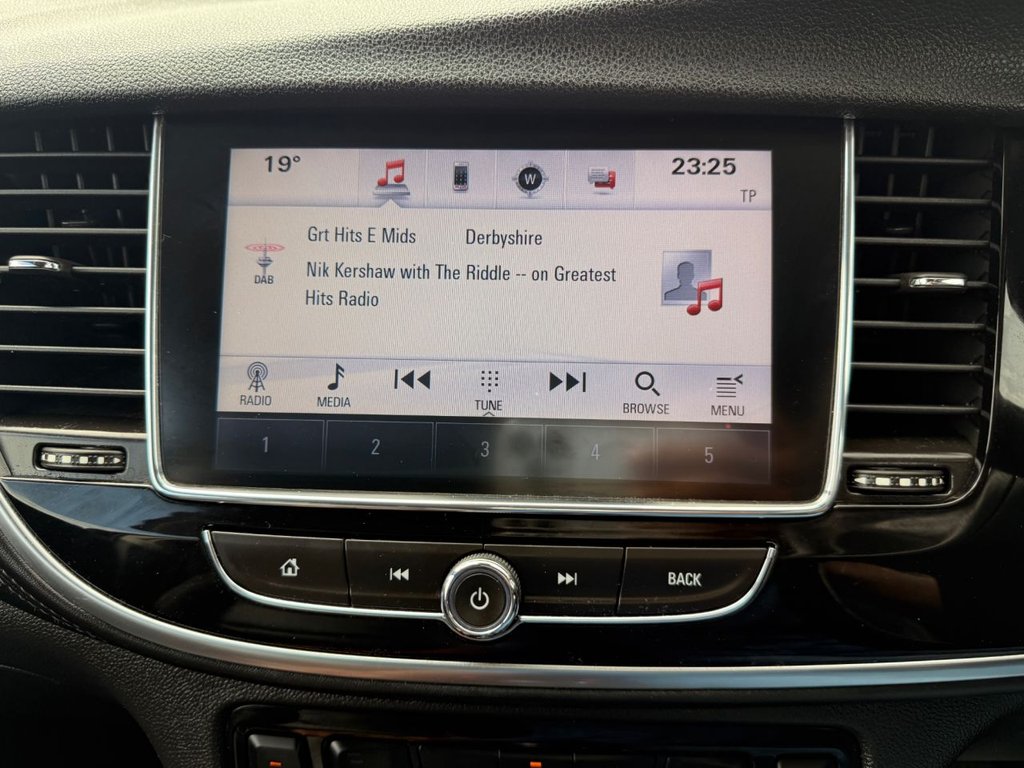 19° W 23:25
TP
Grt Hits E Mids Derbyshire
DAB
Nik Kershaw with The Riddle -- on Greatest
Hits Radio
RADIO MEDIA TUNE BROWSE MENU
1 2 3 4 5
BACK